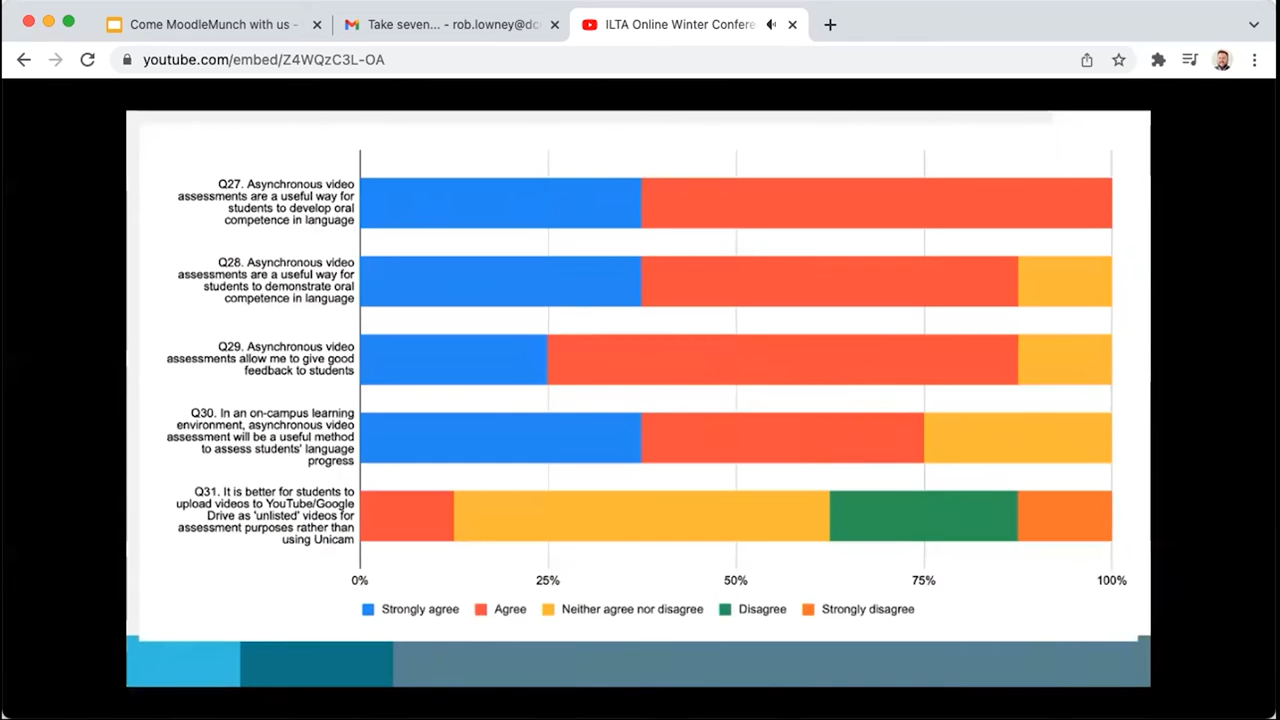 Come MoodleMunch with us -
Take seven... - rob.lowney@dc
ILTA Online Winter Confere
youtube.com/embed/Z4WQzC3L-OA
Q27. Asynchronous video
assessments are a useful way for
students to develop oral
competence in language
Q28. Asynchronous video
assessments are a useful way for
students to demonstrate oral
competence in language
Q29. Asynchronous video
assessments allow me to give good
feedback to students
Q30. In an on-campus learning
environment, asynchronous video
assessment will be a useful method
to assess students' language
progress
Q31. It is better for students to
upload videos to YouTube/Google
Drive as 'unlisted' videos for
assessment purposes rather than
using Unicam
0% 25% 50% 75% 100%
Strongly agree Agree Neither agree nor disagree Disagree Strongly disagree